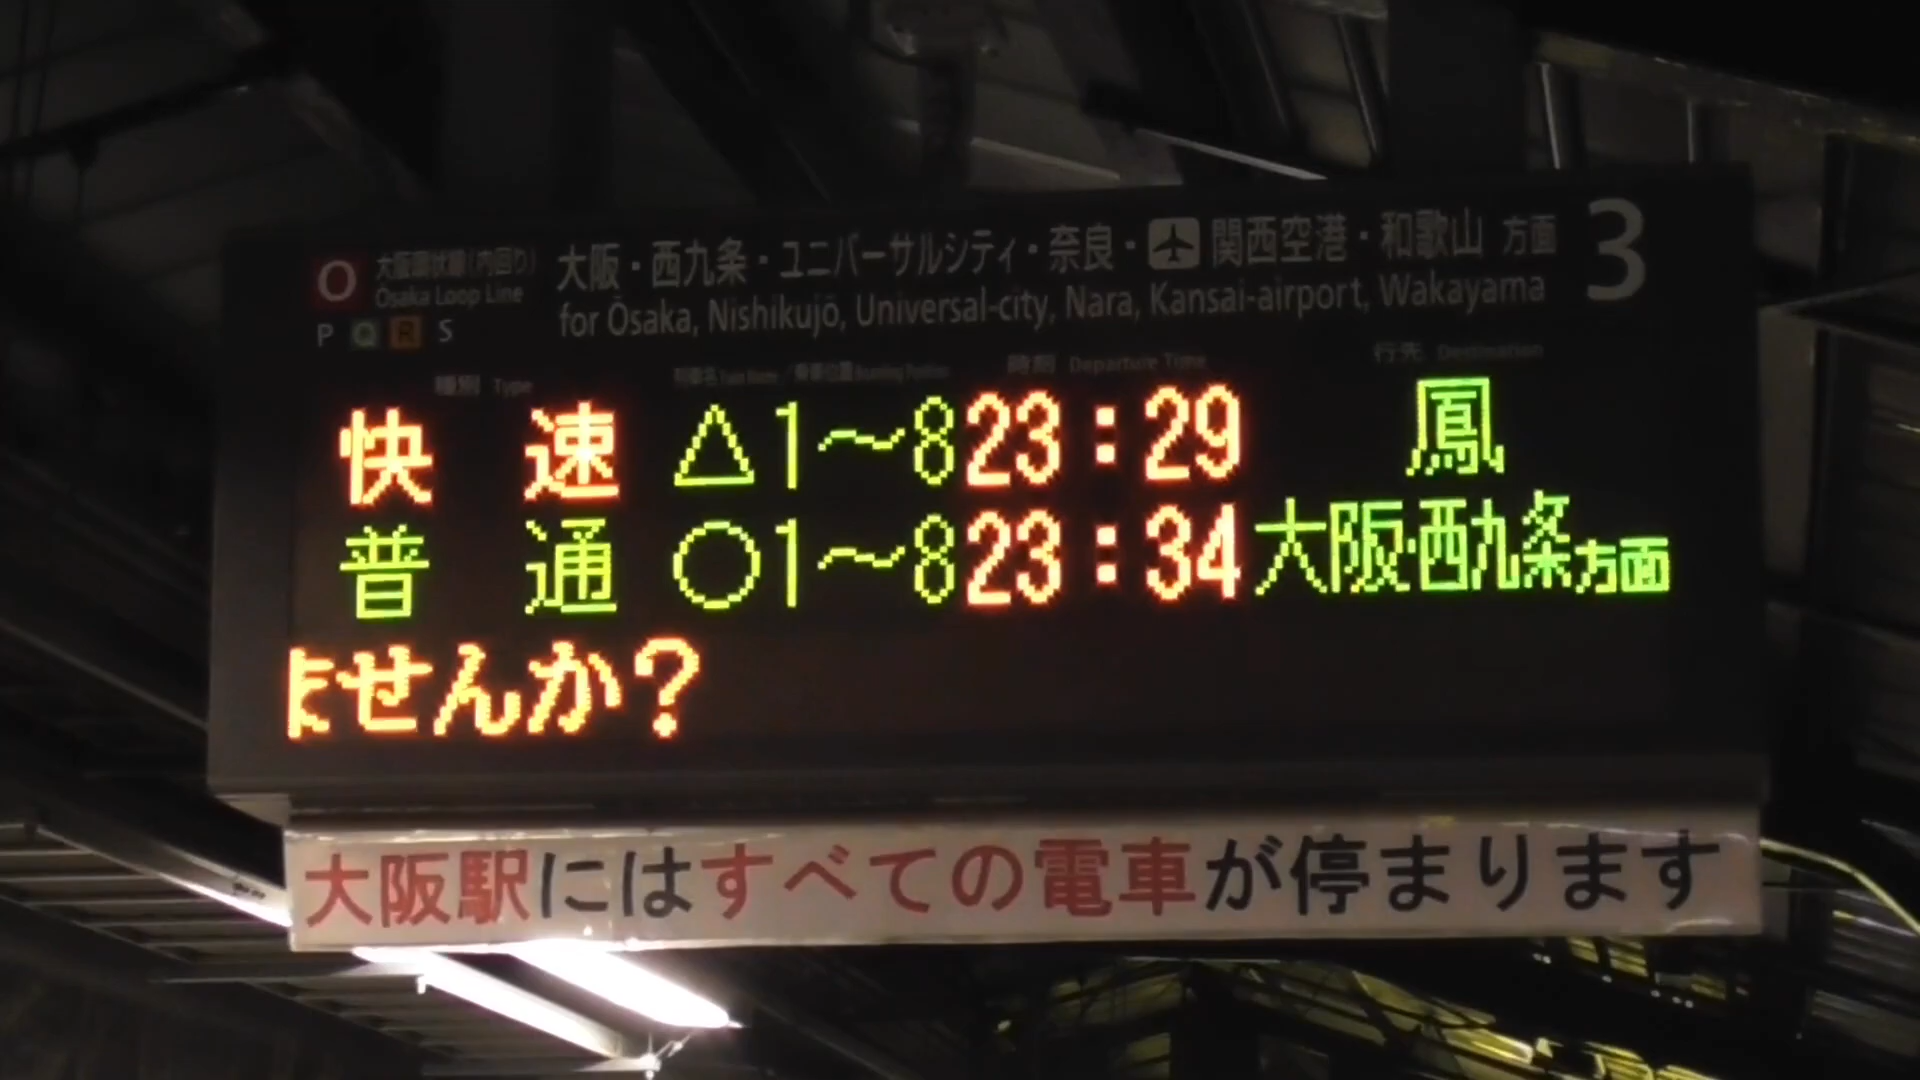 O 大阪環状線(内回り) 大阪・西九条・ユニバーサルシティ・奈良・関西空港・和歌山 方面 3
Osaka Loop Line for Ōsaka, Nishikujō, Universal-city, Nara, Kansai-airport, Wakayama
P Q R S
種別 Type 列車名 Train Name / 乗車位置 Boarding Position 時刻 Departure Time 行先 Destination
快速 △1～8 23:29 鳳
普通 ○1～8 23:34 大阪・西九条方面
ませんか？
大阪駅にはすべての電車が停まります